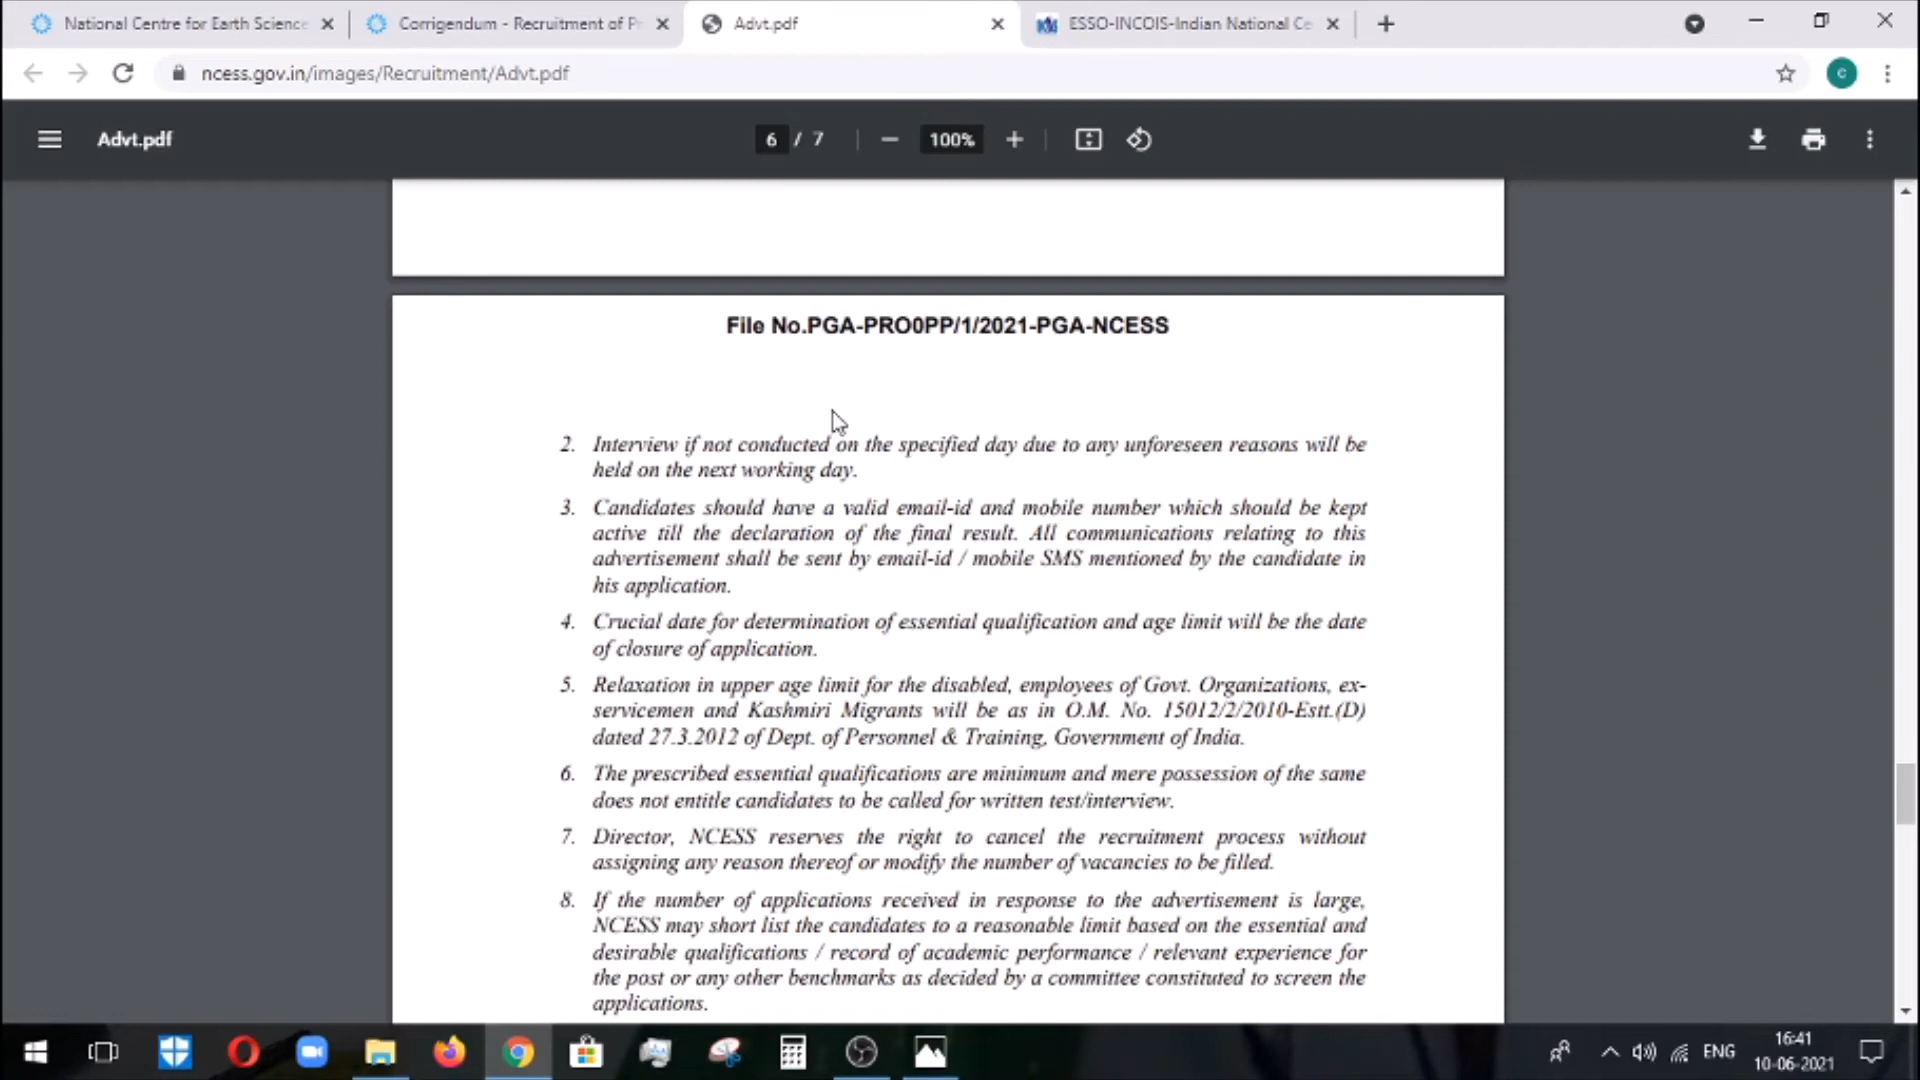 National Centre for Earth Science
Corrigendum - Recruitment of Pr
Advt.pdf
ESSO-INCOIS-Indian National Ce
ncess.gov.in/images/Recruitment/Advt.pdf
C
Advt.pdf
6 / 7
100%
File No.PGA-PRO0PP/1/2021-PGA-NCESS
2. Interview if not conducted on the specified day due to any unforeseen reasons will be
held on the next working day.
3. Candidates should have a valid email-id and mobile number which should be kept
active till the declaration of the final result. All communications relating to this
advertisement shall be sent by email-id / mobile SMS mentioned by the candidate in
his application.
4. Crucial date for determination of essential qualification and age limit will be the date
of closure of application.
5. Relaxation in upper age limit for the disabled, employees of Govt. Organizations, ex-
servicemen and Kashmiri Migrants will be as in O.M. No. 15012/2/2010-Estt.(D)
dated 27.3.2012 of Dept. of Personnel & Training, Government of India.
6. The prescribed essential qualifications are minimum and mere possession of the same
does not entitle candidates to be called for written test/interview.
7. Director, NCESS reserves the right to cancel the recruitment process without
assigning any reason thereof or modify the number of vacancies to be filled.
8. If the number of applications received in response to the advertisement is large,
NCESS may short list the candidates to a reasonable limit based on the essential and
desirable qualifications / record of academic performance / relevant experience for
the post or any other benchmarks as decided by a committee constituted to screen the
applications.
ENG
16:41
10-06-2021